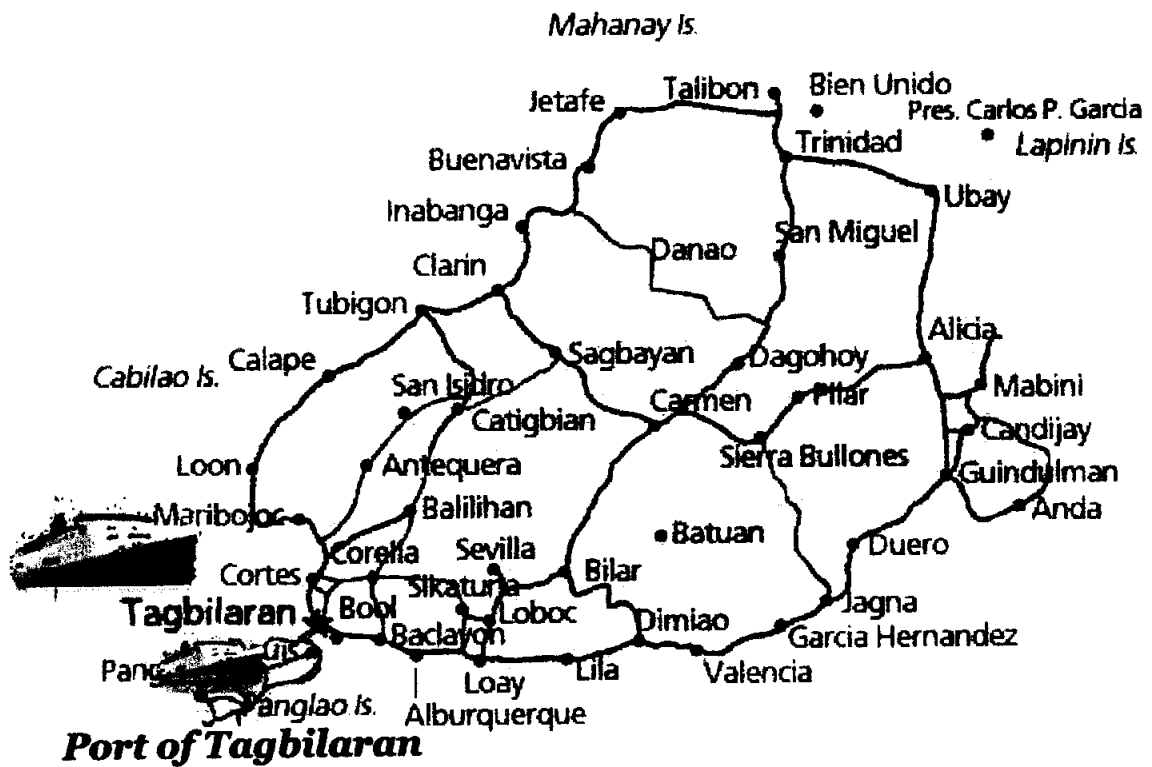 Mahanay Is.
Talibon
Bien Unido
Jetafe
Pres. Carlos P. Garcia
Trinidad
Lapinin Is.
Buenavista
Ubay
Inabanga
San Miguel
Danao
Clarin
Tubigon
Alicia
Calape
Sagbayan
Dagohoy
Cabilao Is.
San Isidro
Pilar
Mabini
Carmen
Catigbian
Candijay
Sierra Bullones
Loon
Antequera
Guindulman
Maribojoc
Balilihan
Anda
Batuan
Corella
Sevilla
Duero
Cortes
Sikatuna
Bilar
Tagbilaran
Bool
Loboc
Jagna
Dimiao
Baclayon
Garcia Hernandez
Lila
Valencia
Loay
Panglao Is.
Alburquerque
Port of Tagbilaran